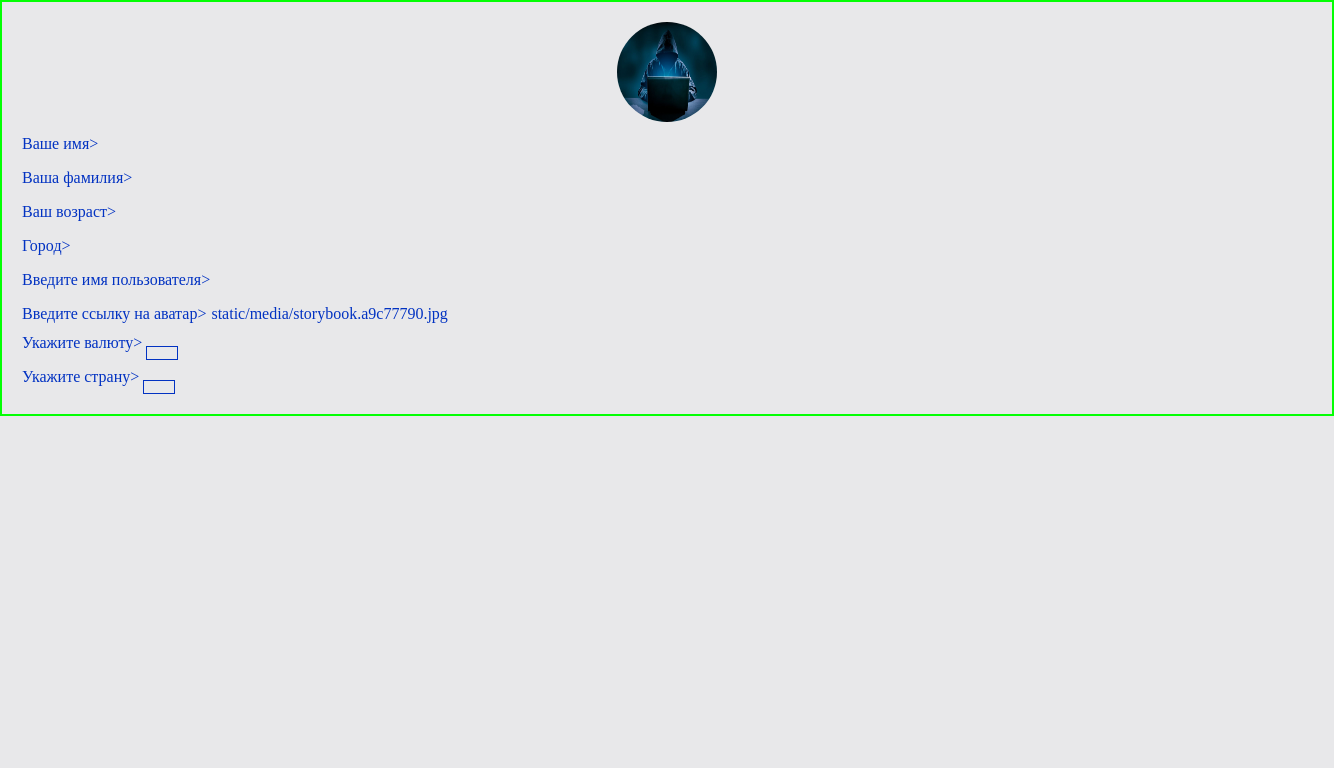 Ваше имя>
Ваша фамилия>
Ваш возраст>
Город>
Введите имя пользователя>
Введите ссылку на аватар> static/media/storybook.a9c77790.jpg
Укажите валюту>
Укажите страну>